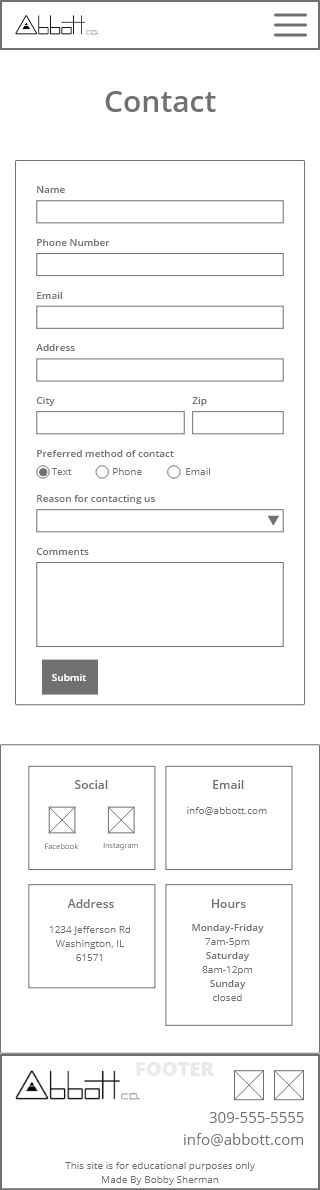 Abbott CO.
Contact
Name
Phone Number
Email
Address
City Zip
Preferred method of contact
Text Phone Email
Reason for contacting us
Comments
Submit
Social
Facebook Instagram
Email
info@abbott.com
Address
1234 Jefferson Rd
Washington, IL
61571
Hours
Monday-Friday
7am-5pm
Saturday
8am-12pm
Sunday
closed
FOOTER
Abbott CO.
309-555-5555
info@abbott.com
This site is for educational purposes only
Made By Bobby Sherman